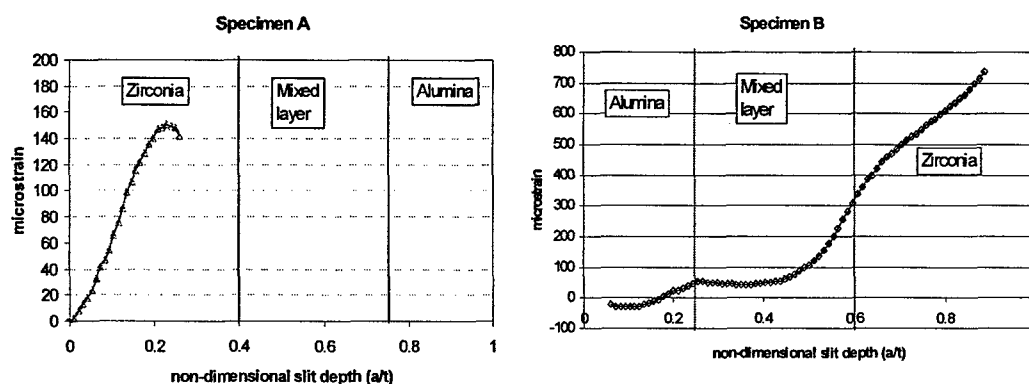 Specimen A
200
180
160
140
120
100
80
60
40
20
0
microstrain
Zirconia
Mixed
layer
Alumina
0 0.2 0.4 0.6 0.8 1
non-dimensional slit depth (a/t)
Specimen B
800
700
600
500
400
300
200
100
0
-100
microstrain
Alumina
Mixed
layer
Zirconia
0 0.2 0.4 0.6 0.8
non-dimensional slit depth (a/t)